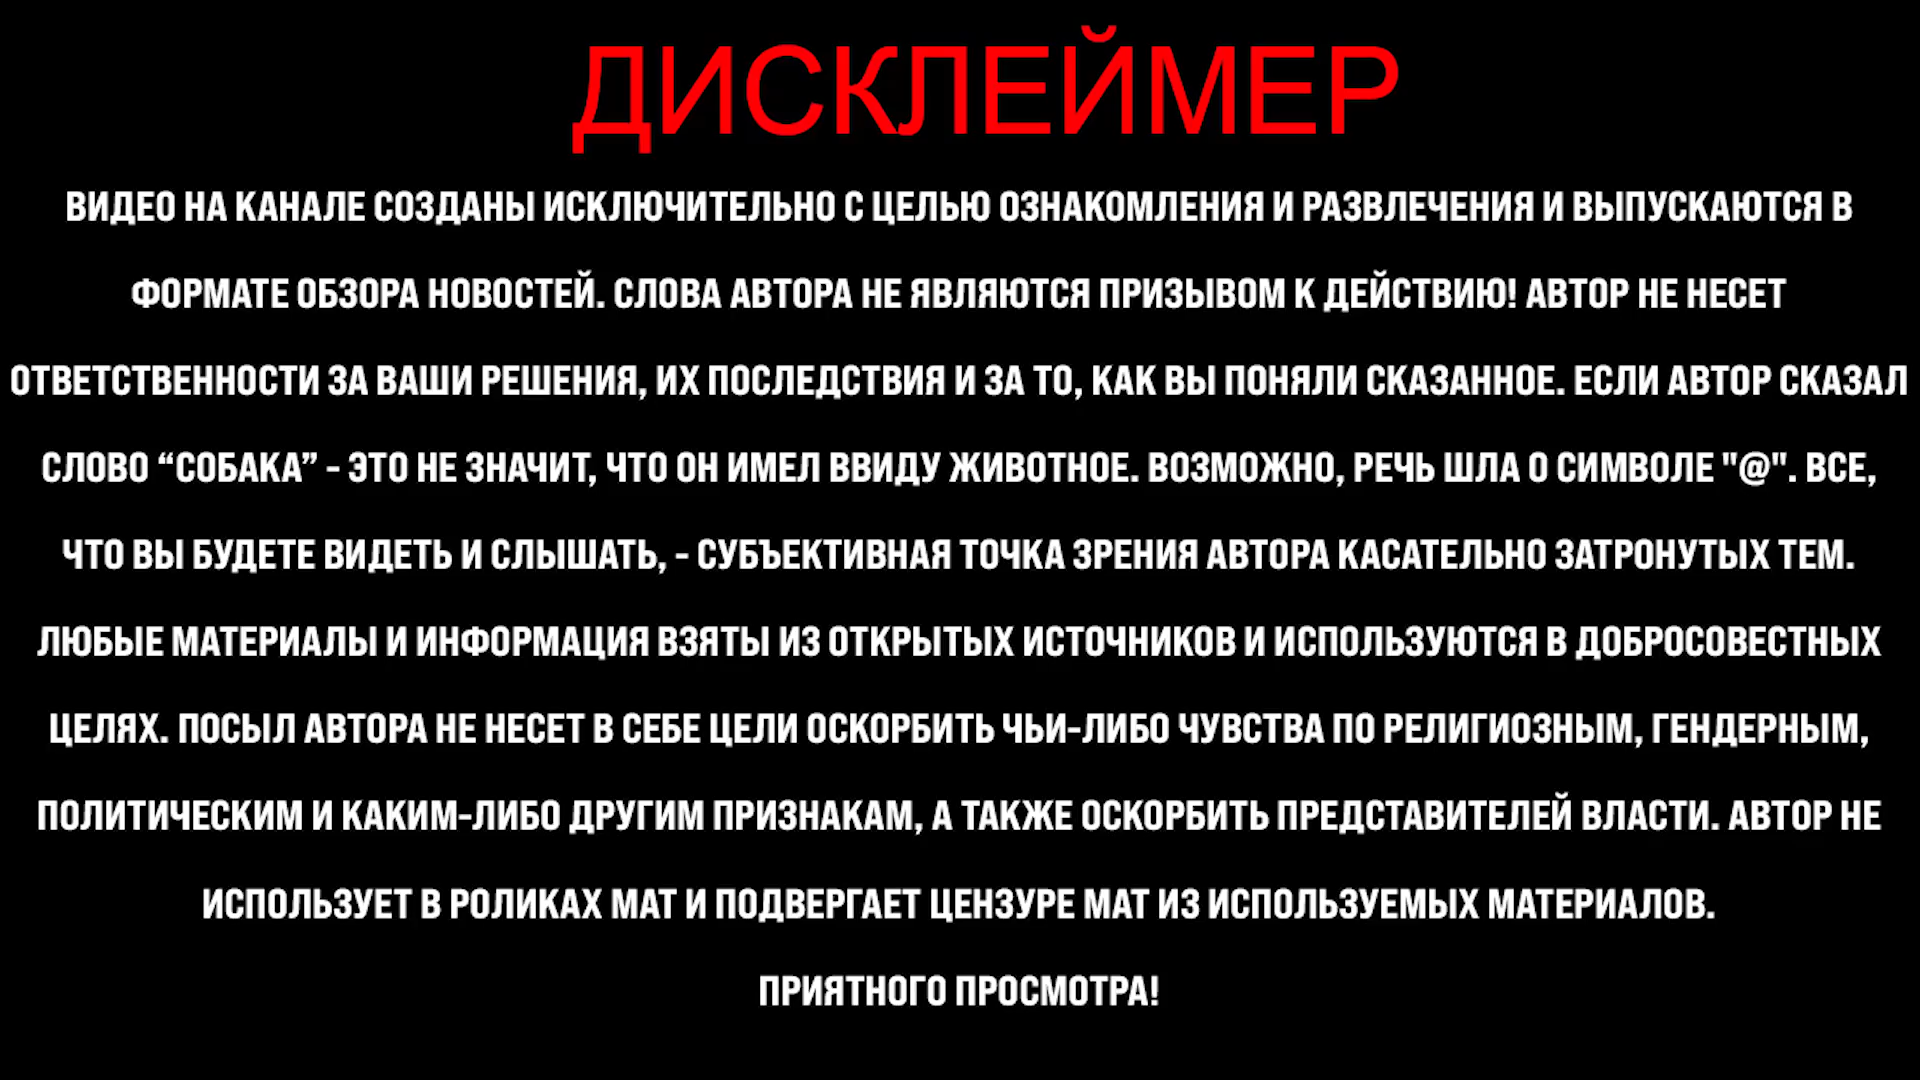 ДИСКЛЕЙМЕР
ВИДЕО НА КАНАЛЕ СОЗДАНЫ ИСКЛЮЧИТЕЛЬНО С ЦЕЛЬЮ ОЗНАКОМЛЕНИЯ И РАЗВЛЕЧЕНИЯ И ВЫПУСКАЮТСЯ В
ФОРМАТЕ ОБЗОРА НОВОСТЕЙ. СЛОВА АВТОРА НЕ ЯВЛЯЮТСЯ ПРИЗЫВОМ К ДЕЙСТВИЮ! АВТОР НЕ НЕСЕТ
ОТВЕТСТВЕННОСТИ ЗА ВАШИ РЕШЕНИЯ, ИХ ПОСЛЕДСТВИЯ И ЗА ТО, КАК ВЫ ПОНЯЛИ СКАЗАННОЕ. ЕСЛИ АВТОР СКАЗАЛ
СЛОВО “СОБАКА” - ЭТО НЕ ЗНАЧИТ, ЧТО ОН ИМЕЛ ВВИДУ ЖИВОТНОЕ. ВОЗМОЖНО, РЕЧЬ ШЛА О СИМВОЛЕ "@". ВСЕ,
ЧТО ВЫ БУДЕТЕ ВИДЕТЬ И СЛЫШАТЬ, - СУБЪЕКТИВНАЯ ТОЧКА ЗРЕНИЯ АВТОРА КАСАТЕЛЬНО ЗАТРОНУТЫХ ТЕМ.
ЛЮБЫЕ МАТЕРИАЛЫ И ИНФОРМАЦИЯ ВЗЯТЫ ИЗ ОТКРЫТЫХ ИСТОЧНИКОВ И ИСПОЛЬЗУЮТСЯ В ДОБРОСОВЕСТНЫХ
ЦЕЛЯХ. ПОСЫЛ АВТОРА НЕ НЕСЕТ В СЕБЕ ЦЕЛИ ОСКОРБИТЬ ЧЬИ-ЛИБО ЧУВСТВА ПО РЕЛИГИОЗНЫМ, ГЕНДЕРНЫМ,
ПОЛИТИЧЕСКИМ И КАКИМ-ЛИБО ДРУГИМ ПРИЗНАКАМ, А ТАКЖЕ ОСКОРБИТЬ ПРЕДСТАВИТЕЛЕЙ ВЛАСТИ. АВТОР НЕ
ИСПОЛЬЗУЕТ В РОЛИКАХ МАТ И ПОДВЕРГАЕТ ЦЕНЗУРЕ МАТ ИЗ ИСПОЛЬЗУЕМЫХ МАТЕРИАЛОВ.
ПРИЯТНОГО ПРОСМОТРА!